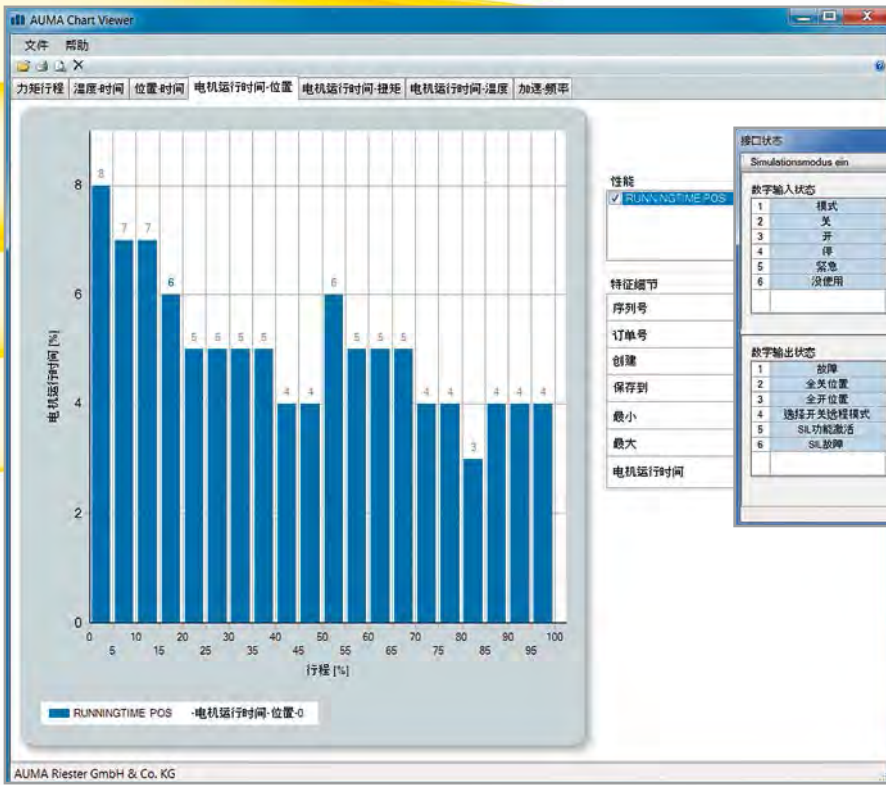 AUMA Chart Viewer
文件 帮助
力矩行程 温度-时间 位置-时间 电机运行时间-位置 电机运行时间-扭矩 电机运行时间-温度 加速-频率
8
6
4
2
0
电机运行时间 [%]
8 7 7 6 5 5 5 5 4 4 6 5 5 5 4 4 3 4 4 4
0 10 20 30 40 50 60 70 80 90 100
5 15 25 35 45 55 65 75 85 95
行程 [%]
RUNNINGTIME POS -电机运行时间-位置-0
性能
RUNNINGTIME POS
特征细节
序列号
订单号
创建
保存到
最小
最大
电机运行时间
接口状态
Simulationsmodus ein
数字输入状态
1 模式
2 关
3 开
4 停
5 紧急
6 没使用
数字输出状态
1 故障
2 全关位置
3 全开位置
4 选择开关远程模式
5 SIL功能激活
6 SIL故障
AUMA Riester GmbH & Co. KG